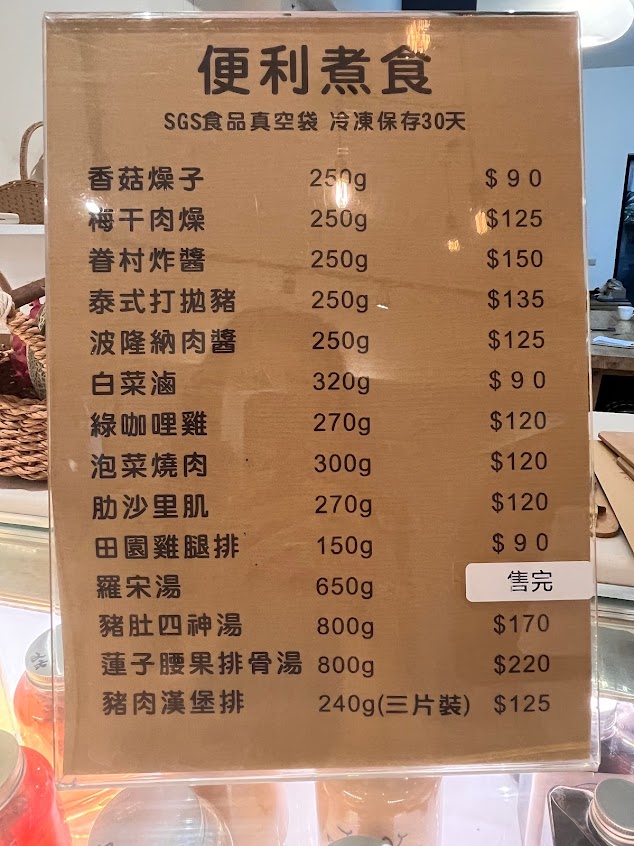 便利煮食
SGS食品真空袋 冷凍保存30天
香菇燥子 250g $90
梅干肉燥 250g $125
眷村炸醬 250g $150
泰式打拋豬 250g $135
波隆納肉醬 250g $125
白菜滷 320g $90
綠咖哩雞 270g $120
泡菜燒肉 300g $120
肋沙里肌 270g $120
田園雞腿排 150g $90
羅宋湯 650g 售完
豬肚四神湯 800g $170
蓮子腰果排骨湯 800g $220
豬肉漢堡排 240g(三片裝) $125